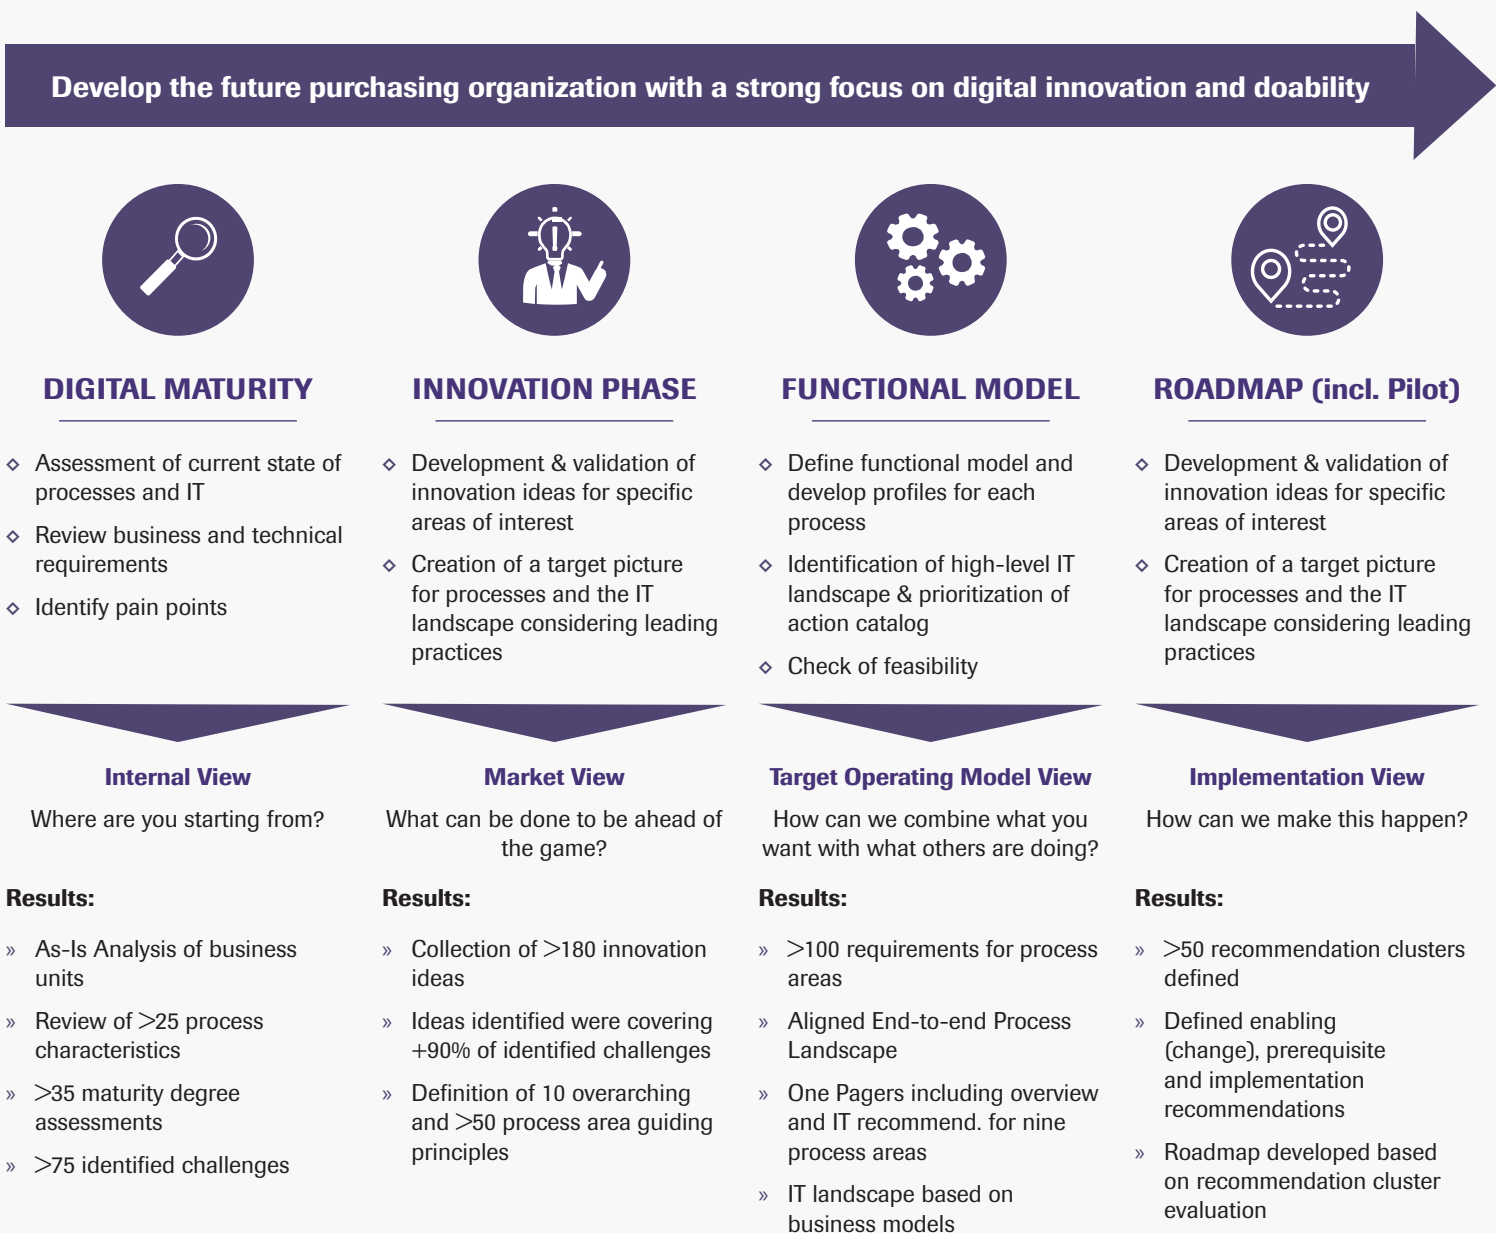 Develop the future purchasing organization with a strong focus on digital innovation and doability
DIGITAL MATURITY
◇ Assessment of current state of
processes and IT
◇ Review business and technical
requirements
◇ Identify pain points
Internal View
Where are you starting from?
Results:
» As-Is Analysis of business
units
» Review of >25 process
characteristics
» >35 maturity degree
assessments
» >75 identified challenges
INNOVATION PHASE
◇ Development & validation of
innovation ideas for specific
areas of interest
◇ Creation of a target picture
for processes and the IT
landscape considering leading
practices
Market View
What can be done to be ahead of
the game?
Results:
» Collection of >180 innovation
ideas
» Ideas identified were covering
+90% of identified challenges
» Definition of 10 overarching
and >50 process area guiding
principles
FUNCTIONAL MODEL
◇ Define functional model and
develop profiles for each
process
◇ Identification of high-level IT
landscape & prioritization of
action catalog
◇ Check of feasibility
Target Operating Model View
How can we combine what you
want with what others are doing?
Results:
» >100 requirements for process
areas
» Aligned End-to-end Process
Landscape
» One Pagers including overview
and IT recommend. for nine
process areas
» IT landscape based on
business models
ROADMAP (incl. Pilot)
◇ Development & validation of
innovation ideas for specific
areas of interest
◇ Creation of a target picture
for processes and the IT
landscape considering leading
practices
Implementation View
How can we make this happen?
Results:
» >50 recommendation clusters
defined
» Defined enabling
(change), prerequisite
and implementation
recommendations
» Roadmap developed based
on recommendation cluster
evaluation